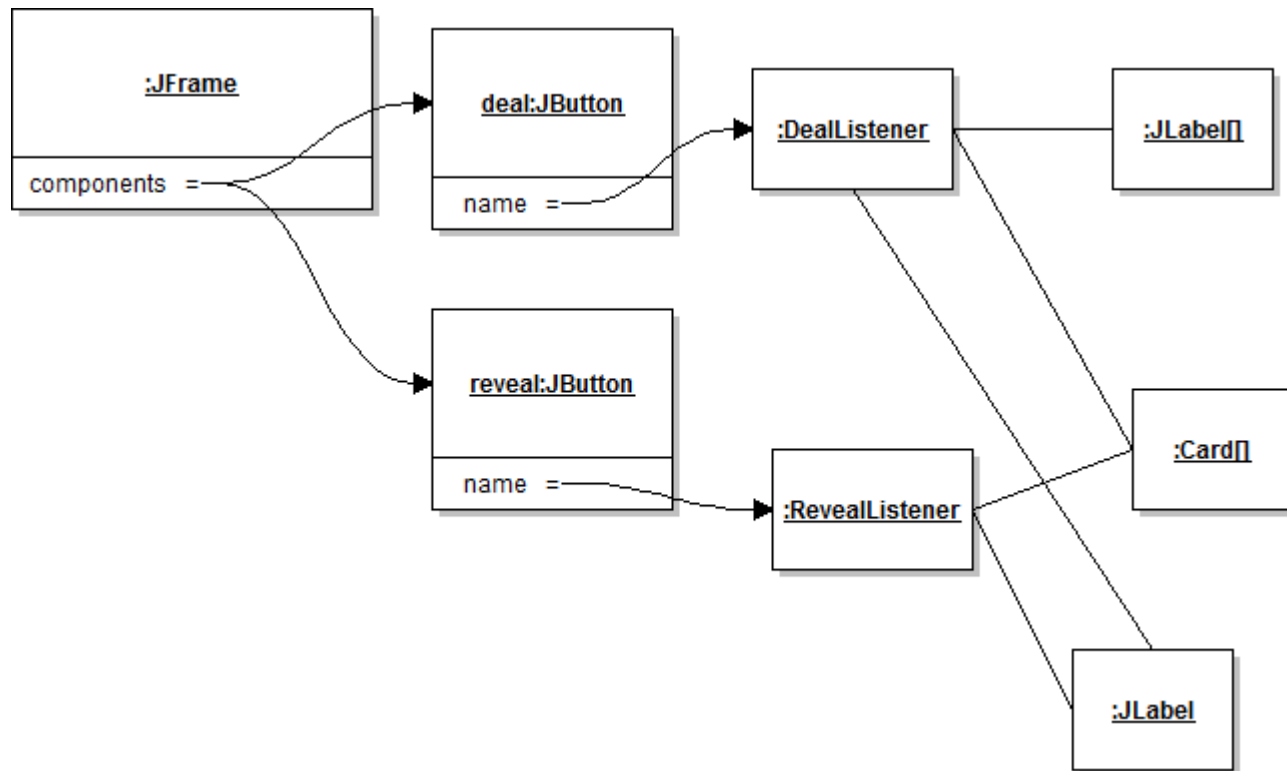 :JFrame
components =
deal:JButton
name =
:DealListener
:JLabel[]
reveal:JButton
name =
:RevealListener
:Card[]
:JLabel